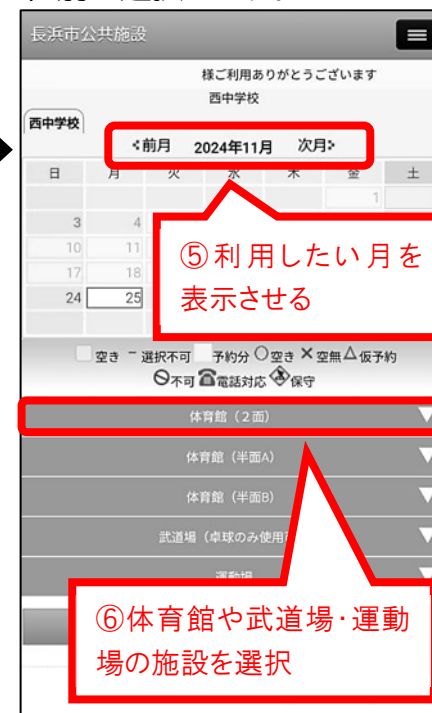 長浜市公共施設
様ご利用ありがとうございます
西中学校
西中学校
<前月 2024年11月 次月>
日 月 火 水 木 金 土
1
3 4
10 11
17 18
24 25
⑤利用したい月を
表示させる
空き - 選択不可 予約分 ○空き ×空無 △仮予約
不可 ☎電話対応 保守
体育館（2面）
体育館（半面A）
体育館（半面B）
武道場（卓球のみ使用
運動場
⑥体育館や武道場・運動
場の施設を選択